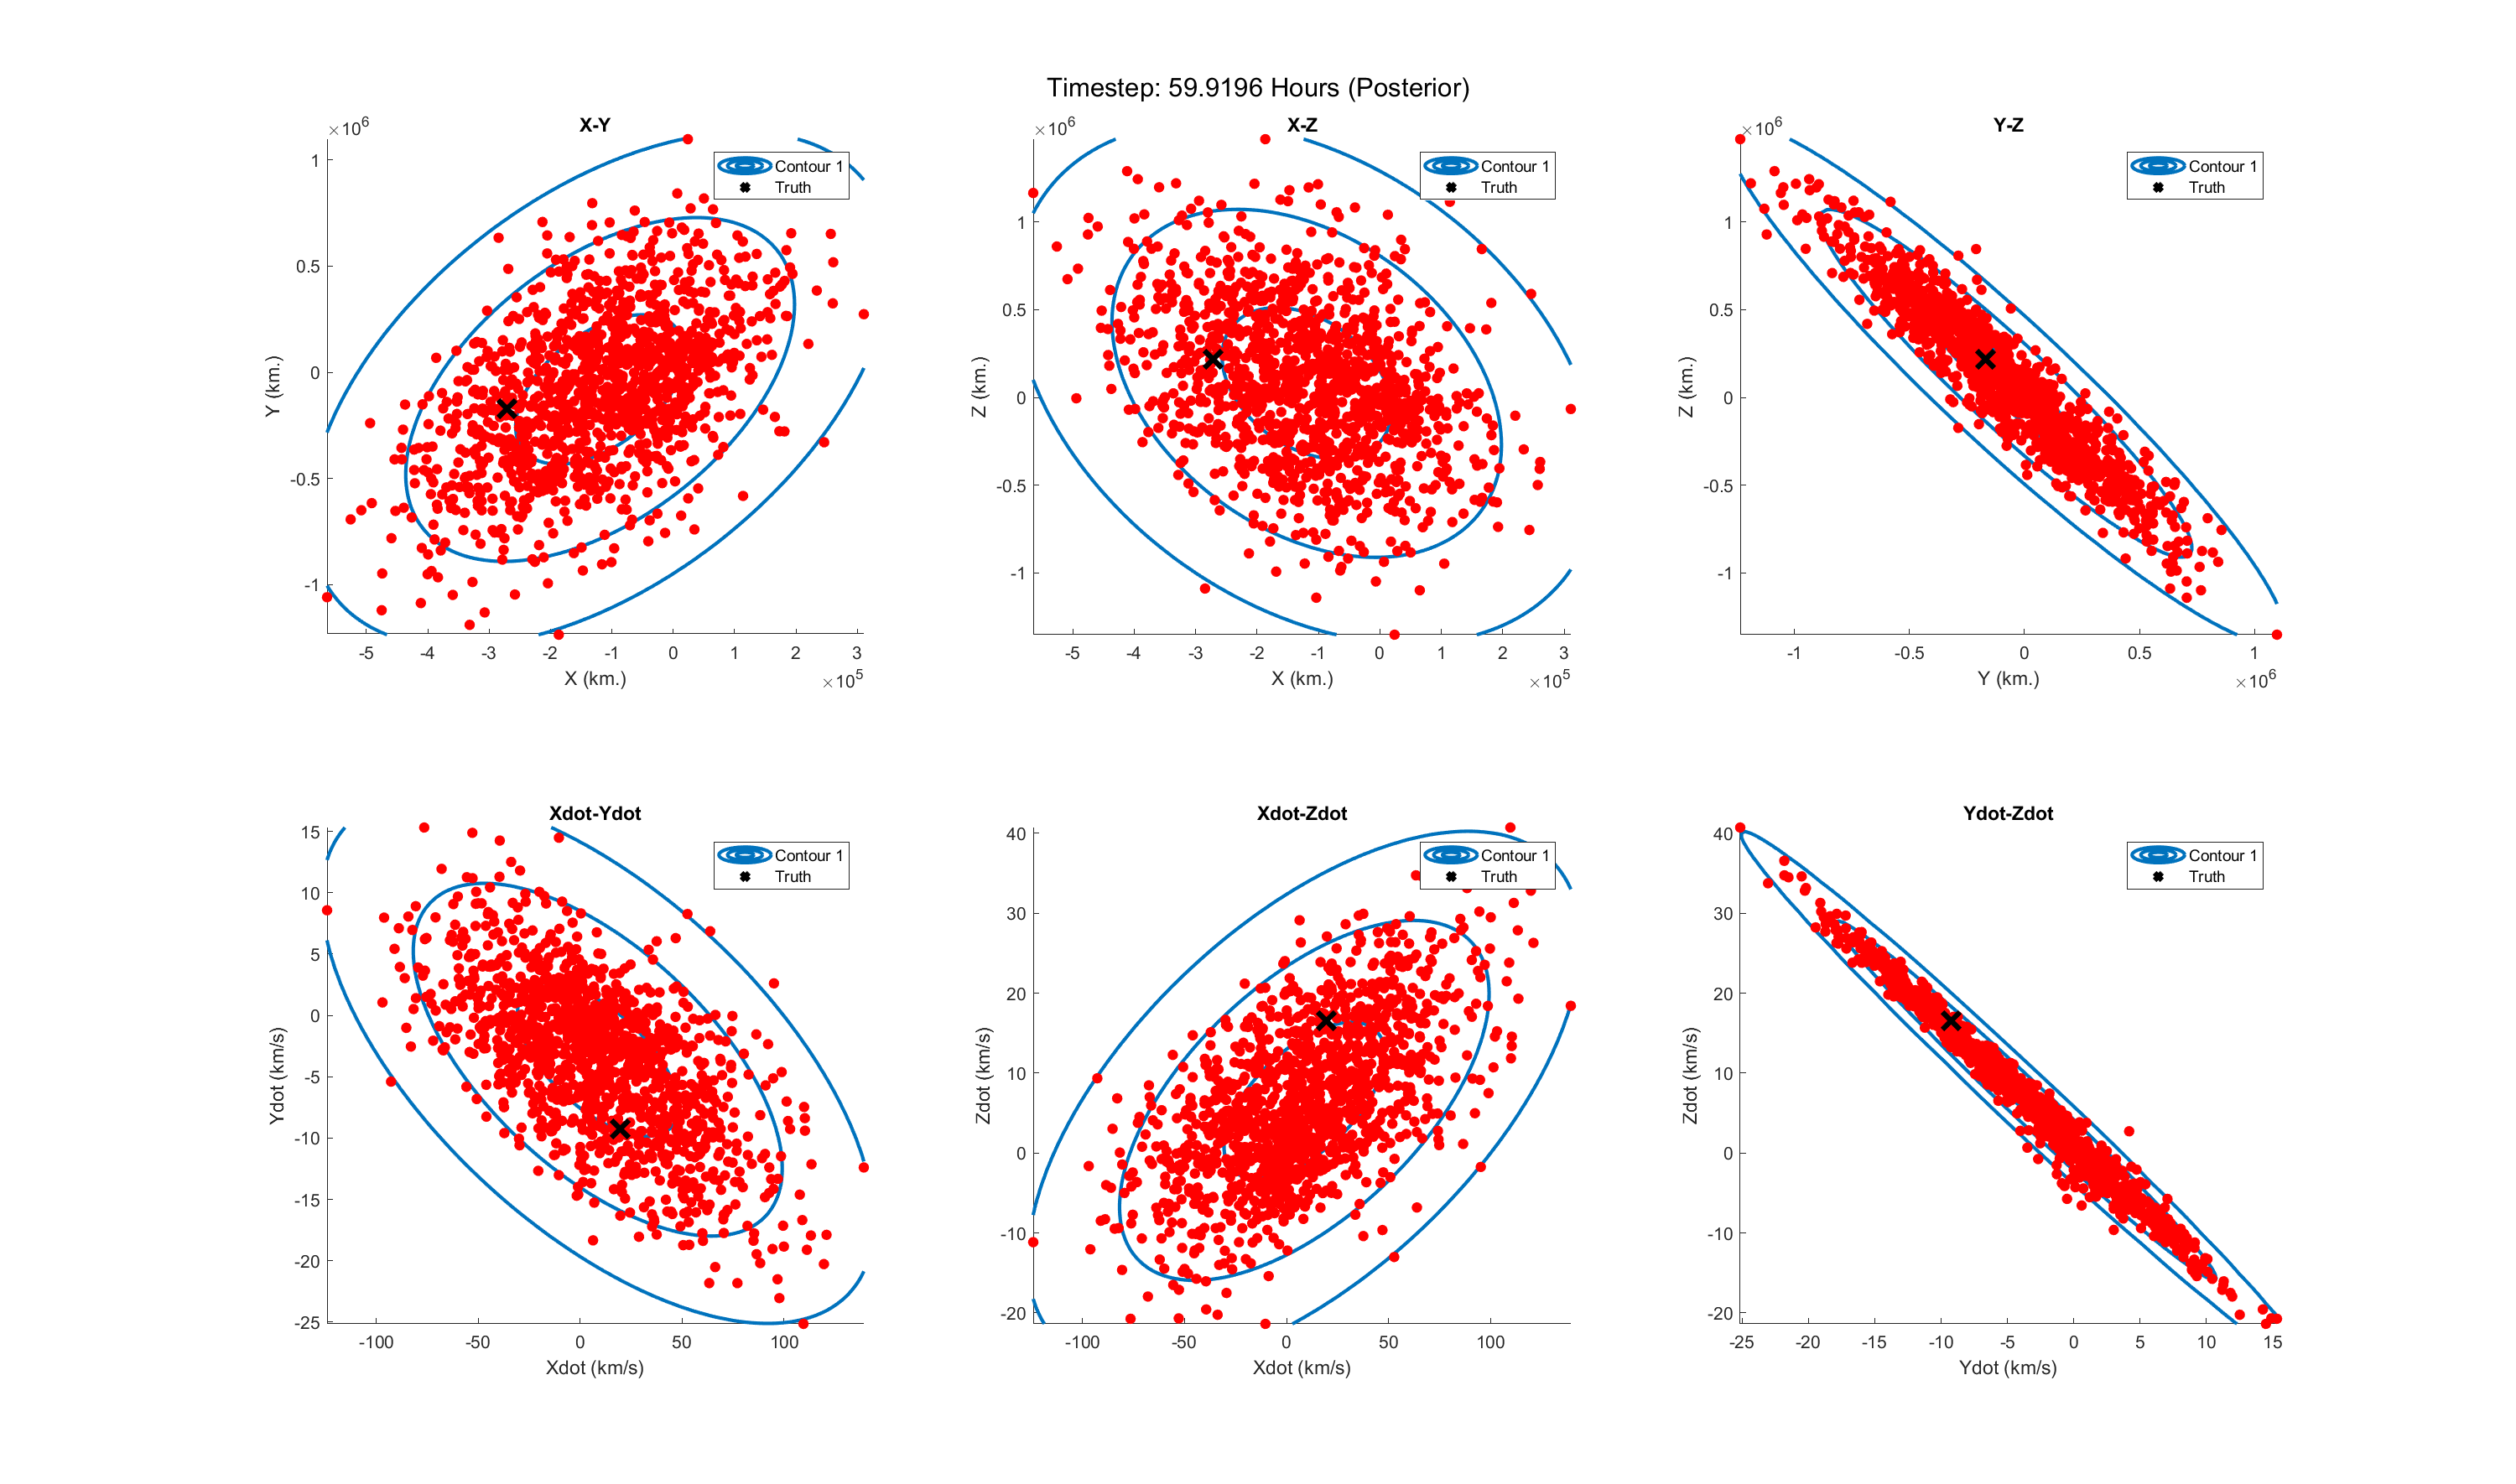 Timestep: 59.9196 Hours (Posterior)
X-Y
×10^6
1
0.5
0
-0.5
-1
Y (km.)
-5 -4 -3 -2 -1 0 1 2 3
X (km.)
×10^5
Contour 1
Truth
X-Z
×10^6
1
0.5
0
-0.5
-1
Z (km.)
-5 -4 -3 -2 -1 0 1 2 3
X (km.)
×10^5
Contour 1
Truth
Y-Z
×10^6
1
0.5
0
-0.5
-1
Z (km.)
-1 -0.5 0 0.5 1
Y (km.)
×10^6
Contour 1
Truth
Xdot-Ydot
15
10
5
0
-5
-10
-15
-20
-25
Ydot (km/s)
-100 -50 0 50 100
Xdot (km/s)
Contour 1
Truth
Xdot-Zdot
40
30
20
10
0
-10
-20
Zdot (km/s)
-100 -50 0 50 100
Xdot (km/s)
Contour 1
Truth
Ydot-Zdot
40
30
20
10
0
-10
-20
Zdot (km/s)
-25 -20 -15 -10 -5 0 5 10 15
Ydot (km/s)
Contour 1
Truth